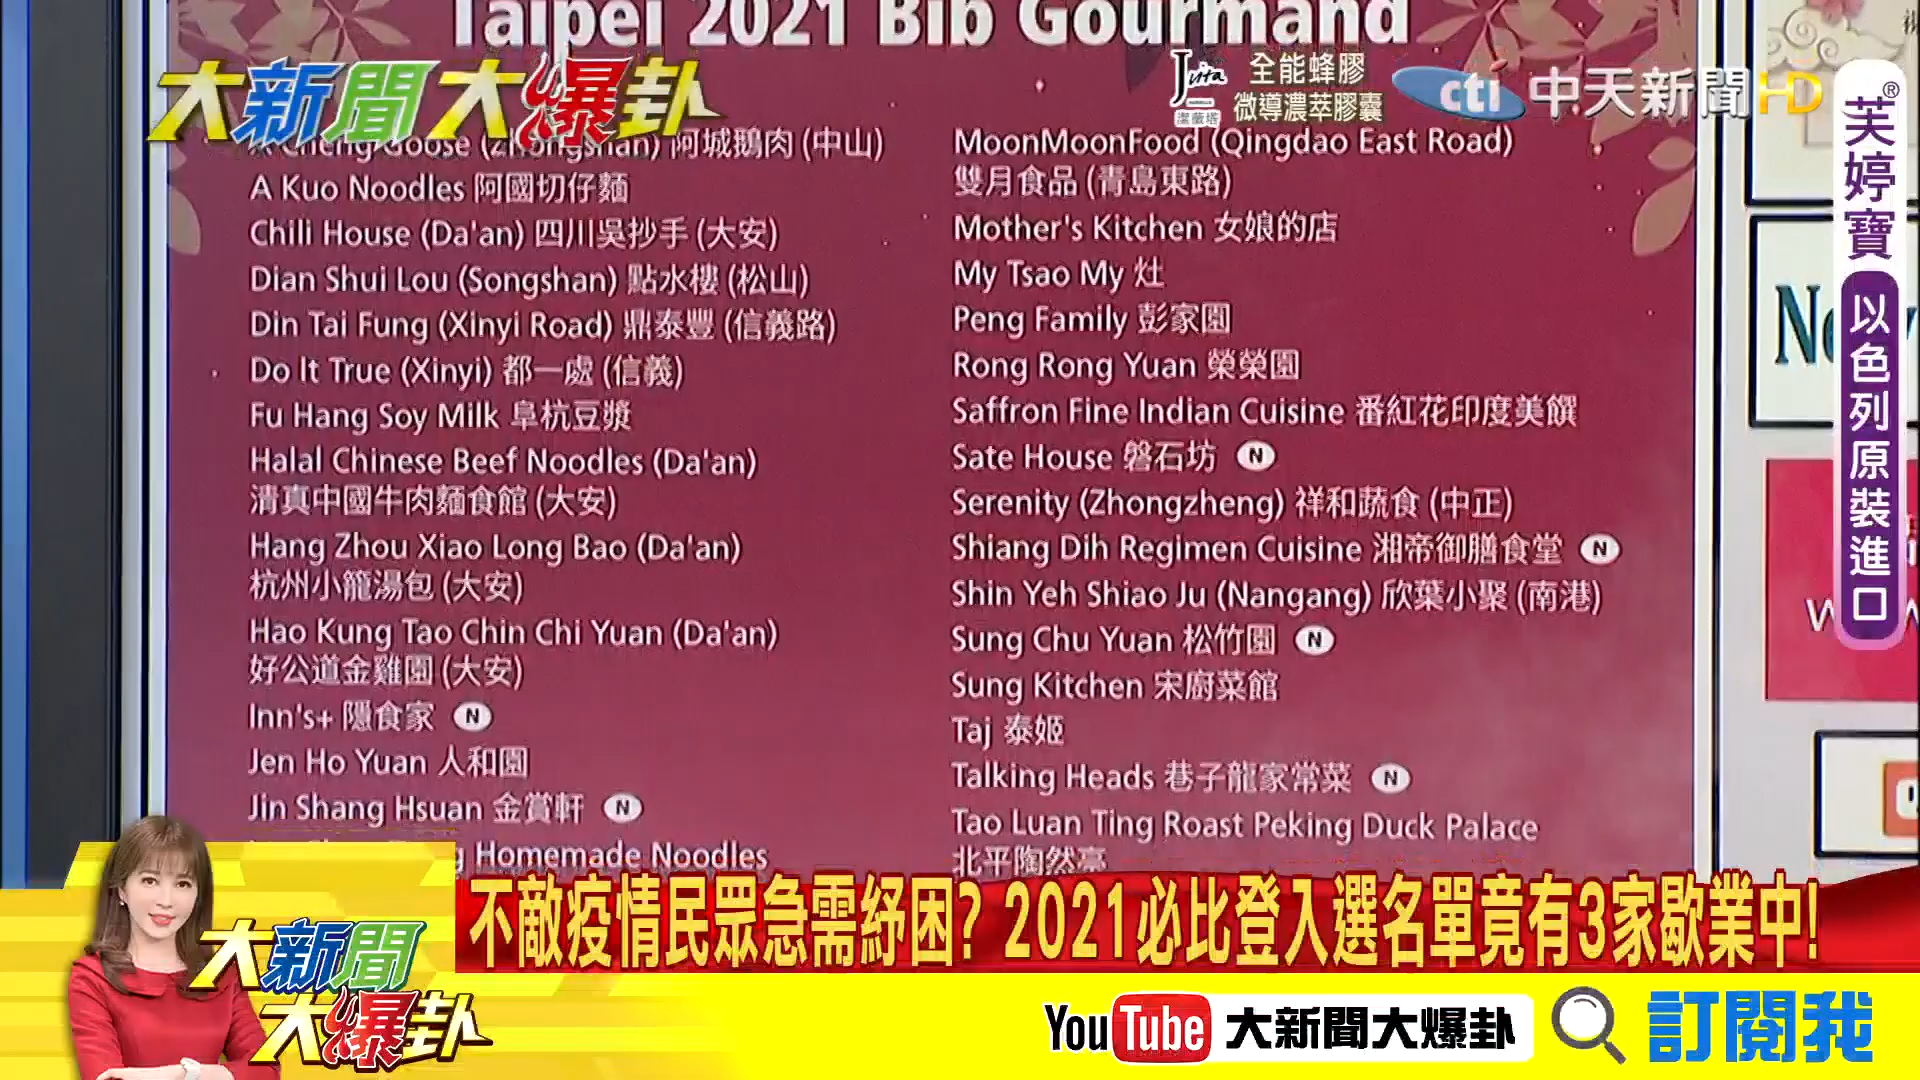 Taipei 2021 Bib Gourmand
大新聞大爆卦
Jvita
潔薇塔
全能蜂膠
微導濃萃膠囊
cti 中天新聞 HD
A Cheng Goose (Zhongshan) 阿城鵝肉 (中山)
A Kuo Noodles 阿國切仔麵
Chili House (Da'an) 四川吳抄手 (大安)
Dian Shui Lou (Songshan) 點水樓 (松山)
Din Tai Fung (Xinyi Road) 鼎泰豐 (信義路)
Do It True (Xinyi) 都一處 (信義)
Fu Hang Soy Milk 阜杭豆漿
Halal Chinese Beef Noodles (Da'an)
清真中國牛肉麵食館 (大安)
Hang Zhou Xiao Long Bao (Da'an)
杭州小籠湯包 (大安)
Hao Kung Tao Chin Chi Yuan (Da'an)
好公道金雞園 (大安)
Inn's+ 隱食家 N
Jen Ho Yuan 人和園
Jin Shang Hsuan 金賞軒 N
Homemade Noodles
MoonMoonFood (Qingdao East Road)
雙月食品 (青島東路)
Mother's Kitchen 女娘的店
My Tsao My 灶
Peng Family 彭家園
Rong Rong Yuan 榮榮園
Saffron Fine Indian Cuisine 番紅花印度美饌
Sate House 磐石坊 N
Serenity (Zhongzheng) 祥和蔬食 (中正)
Shiang Dih Regimen Cuisine 湘帝御膳食堂 N
Shin Yeh Shiao Ju (Nangang) 欣葉小聚 (南港)
Sung Chu Yuan 松竹園 N
Sung Kitchen 宋廚菜館
Taj 泰姬
Talking Heads 巷子龍家常菜 N
Tao Luan Ting Roast Peking Duck Palace
北平陶然亭
芙婷寶®
以色列原裝進口
不敵疫情民眾急需紓困? 2021必比登入選名單竟有3家歇業中!
大新聞
大爆卦
YouTube 大新聞大爆卦
訂閱我